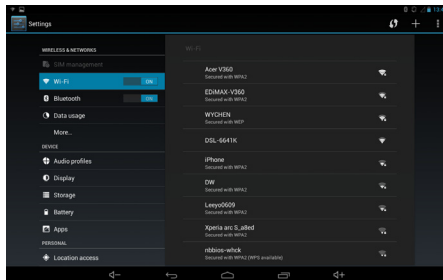 Settings
WIRELESS & NETWORKS
SIM management
Wi-Fi
ON
Bluetooth
ON
Data usage
More...
DEVICE
Audio profiles
Display
Storage
Battery
Apps
PERSONAL
Location access
Wi-Fi
Acer V360
Secured with WPA2
EDiMAX-V360
Secured with WPA2
WYCHEN
Secured with WEP
DSL-6641K
iPhone
Secured with WPA2
DW
Secured with WPA2
Leeyo0609
Secured with WPA2
Xperia arc S_a8ed
Secured with WPA2
nbbios-whck
Secured with WPA2 (WPS available)